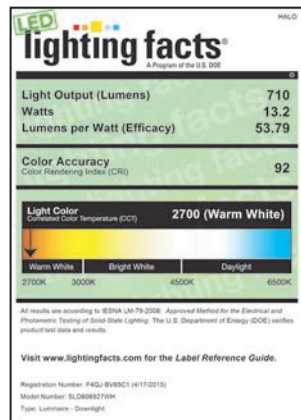 HALO
LED
lighting facts®
A Program of the U.S. DOE
Light Output (Lumens) 710
Watts 13.2
Lumens per Watt (Efficacy) 53.79
Color Accuracy 92
Color Rendering Index (CRI)
Light Color 2700 (Warm White)
Correlated Color Temperature (CCT)
Warm White Bright White Daylight
2700K 3000K 4500K 6500K
All results are according to IESNA LM-79-2008: Approved Method for the Electrical and
Photometric Testing of Solid-State Lighting. The U.S. Department of Energy (DOE) verifies
product test data and results.
Visit www.lightingfacts.com for the Label Reference Guide.
Registration Number: (4/17/2015)
Model Number: SLD606927WH
Type: Luminaire - Downlight